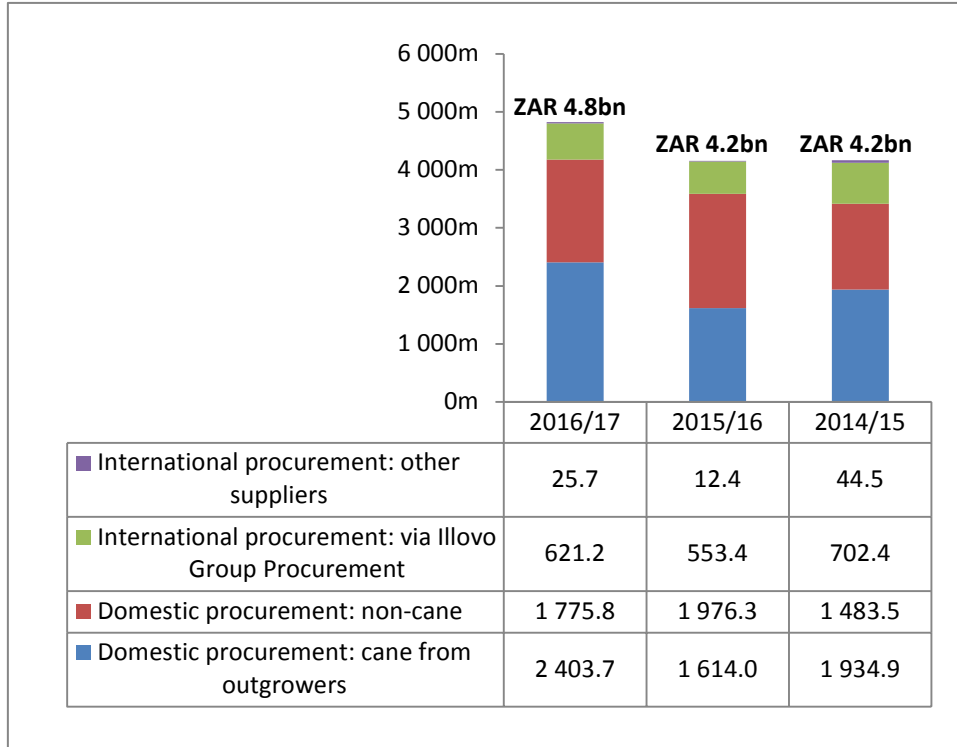 6 000m
5 000m
4 000m
3 000m
2 000m
1 000m
0m
ZAR 4.8bn
ZAR 4.2bn
ZAR 4.2bn
2016/17 2015/16 2014/15
International procurement: other
suppliers
25.7 12.4 44.5
International procurement: via Illovo
Group Procurement
621.2 553.4 702.4
Domestic procurement: non-cane 1 775.8 1 976.3 1 483.5
Domestic procurement: cane from
outgrowers
2 403.7 1 614.0 1 934.9